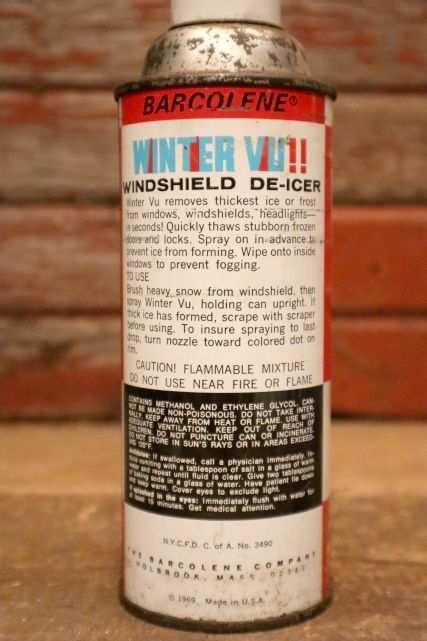 BARCOLENE®
WINTER VU!!
WINDSHIELD DE-ICER
Winter Vu removes thickest ice or frost
from windows, windshields, headlights—
in seconds! Quickly thaws stubborn frozen
doors and locks. Spray on in advance to
prevent ice from forming. Wipe onto inside
windows to prevent fogging.
TO USE
Brush heavy snow from windshield, then
spray Winter Vu, holding can upright. If
thick ice has formed, scrape with scraper
before using. To insure spraying to last
drop, turn nozzle toward colored dot on
rim.
CAUTION! FLAMMABLE MIXTURE
DO NOT USE NEAR FIRE OR FLAME
CONTAINS METHANOL AND ETHYLENE GLYCOL. CAN-
NOT BE MADE NON-POISONOUS. DO NOT TAKE INTER-
NALLY. KEEP AWAY FROM HEAT OR FLAME. USE WITH
ADEQUATE VENTILATION. KEEP OUT OF REACH OF
CHILDREN. DO NOT PUNCTURE CAN OR INCINERATE.
DO NOT STORE IN SUN'S RAYS OR IN AREAS EXCEED-
ING 120°F.
Antidotes: If swallowed, call a physician immediately. In-
duce vomiting with a tablespoon of salt in a glass of warm
water and repeat until fluid is clear. Give two tablespoons
of baking soda in a glass of water. Have patient lie down
and keep warm. Cover eyes to exclude light.
If splashed in the eyes: Immediately flush with water for
at least 15 minutes. Get medical attention.
N.Y.C.F.D. C. of A. No. 3490
THE BARCOLENE COMPANY
HOLBROOK, MASS. 02343
© 1969 Made in U.S.A.